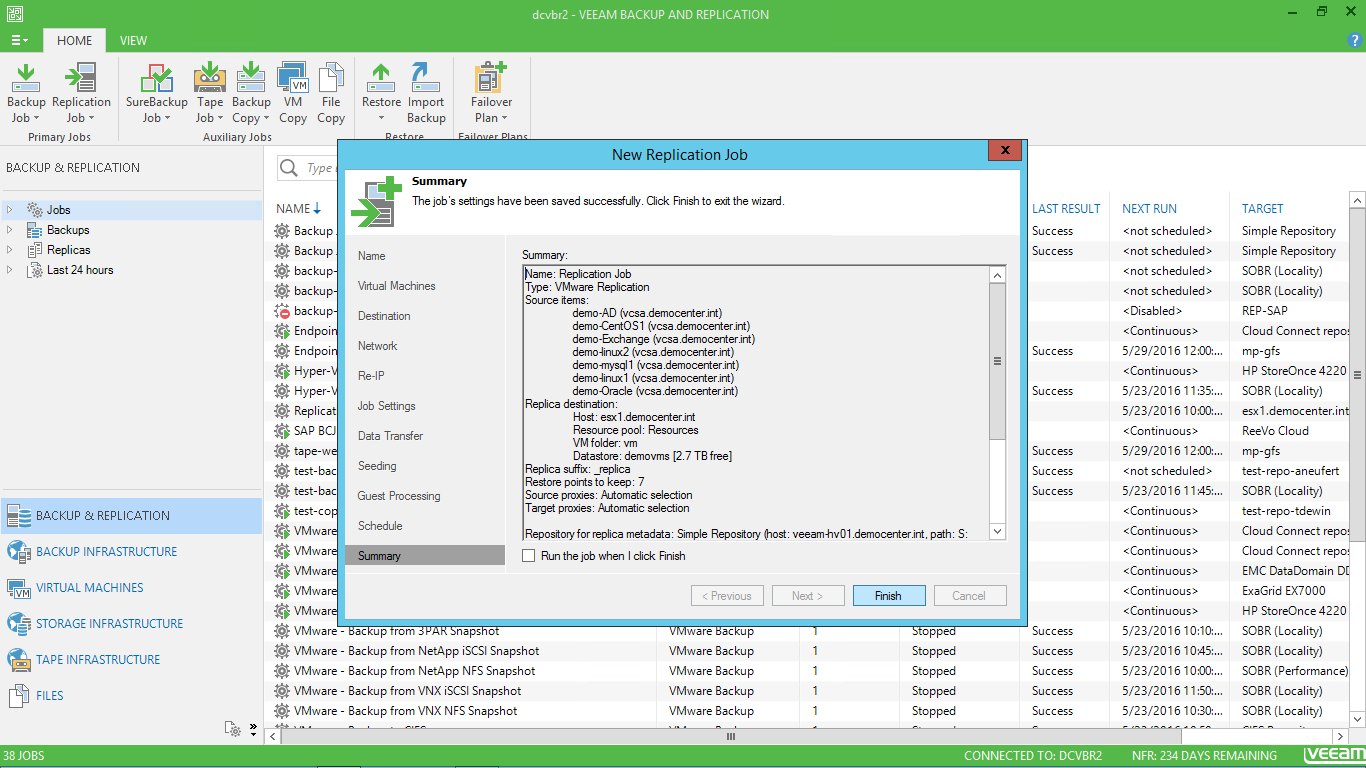 dcvbr2 - VEEAM BACKUP AND REPLICATION
HOME VIEW
?
Backup Job
Replication Job
SureBackup Job
Tape Job
Backup Copy
VM
VM Copy
File Copy
Restore
Import Backup
Failover Plan
Primary Jobs
Auxiliary Jobs
Restore
Failover Plans
BACKUP & REPLICATION
Jobs
Backups
Replicas
Last 24 hours
BACKUP & REPLICATION
BACKUP INFRASTRUCTURE
VM
VIRTUAL MACHINES
STORAGE INFRASTRUCTURE
TAPE INFRASTRUCTURE
FILES
Type
NAME LAST RESULT NEXT RUN TARGET
Backup Success <not scheduled> Simple Repository
Backup Success <not scheduled> Simple Repository
backup- <not scheduled> SOBR (Locality)
backup- <not scheduled> SOBR (Locality)
backup- <Disabled> REP-SAP
Endpoin <Continuous> Cloud Connect repos
Endpoin Success 5/29/2016 12:00:... mp-gfs
Hyper-V <Continuous> HP StoreOnce 4220
Hyper-V Success 5/23/2016 11:35:... SOBR (Locality)
Replicat 5/23/2016 10:00:... esx1.democenter.int
SAP BCJ <Continuous> ReeVo Cloud
tape-we Success 5/29/2016 12:00:... mp-gfs
test-bac Success <not scheduled> test-repo-aneufert
test-bac Success 5/23/2016 11:45:... SOBR (Locality)
test-cop <Continuous> test-repo-tdewin
VMware <Continuous> Cloud Connect repos
VMware <Continuous> Cloud Connect repos
VMware <Continuous> EMC DataDomain DD
VMware <Continuous> ExaGrid EX7000
VMware <Continuous> HP StoreOnce 4220
VMware - Backup from 3PAR Snapshot VMware Backup 1 Stopped Success 5/23/2016 10:10:... SOBR (Locality)
VMware - Backup from NetApp iSCSI Snapshot VMware Backup 1 Stopped Success 5/23/2016 10:45:... SOBR (Locality)
VMware - Backup from NetApp NFS Snapshot VMware Backup 1 Stopped Success 5/23/2016 10:00:... SOBR (Performance)
VMware - Backup from VNX iSCSI Snapshot VMware Backup 1 Stopped Success 5/23/2016 11:50:... SOBR (Locality)
VMware - Backup from VNX NFS Snapshot VMware Backup 1 Stopped Success 5/23/2016 10:30:... SOBR (Locality)
New Replication Job
x
Summary
The job's settings have been saved successfully. Click Finish to exit the wizard.
Name
Virtual Machines
Destination
Network
Re-IP
Job Settings
Data Transfer
Seeding
Guest Processing
Schedule
Summary
Summary:
Name: Replication Job
Type: VMware Replication
Source items:
demo-AD (vcsa.democenter.int)
demo-CentOS1 (vcsa.democenter.int)
demo-Exchange (vcsa.democenter.int)
demo-linux2 (vcsa.democenter.int)
demo-mysql1 (vcsa.democenter.int)
demo-linux1 (vcsa.democenter.int)
demo-Oracle (vcsa.democenter.int)
Replica destination:
Host: esx1.democenter.int
Resource pool: Resources
VM folder: vm
Datastore: demovms [2.7 TB free]
Replica suffix: _replica
Restore points to keep: 7
Source proxies: Automatic selection
Target proxies: Automatic selection
Repository for replica metadata: Simple Repository (host: veeam-hv01.democenter.int, path: S:
Run the job when I click Finish
< Previous Next > Finish Cancel
38 JOBS CONNECTED TO: DCVBR2 NFR: 234 DAYS REMAINING veeam